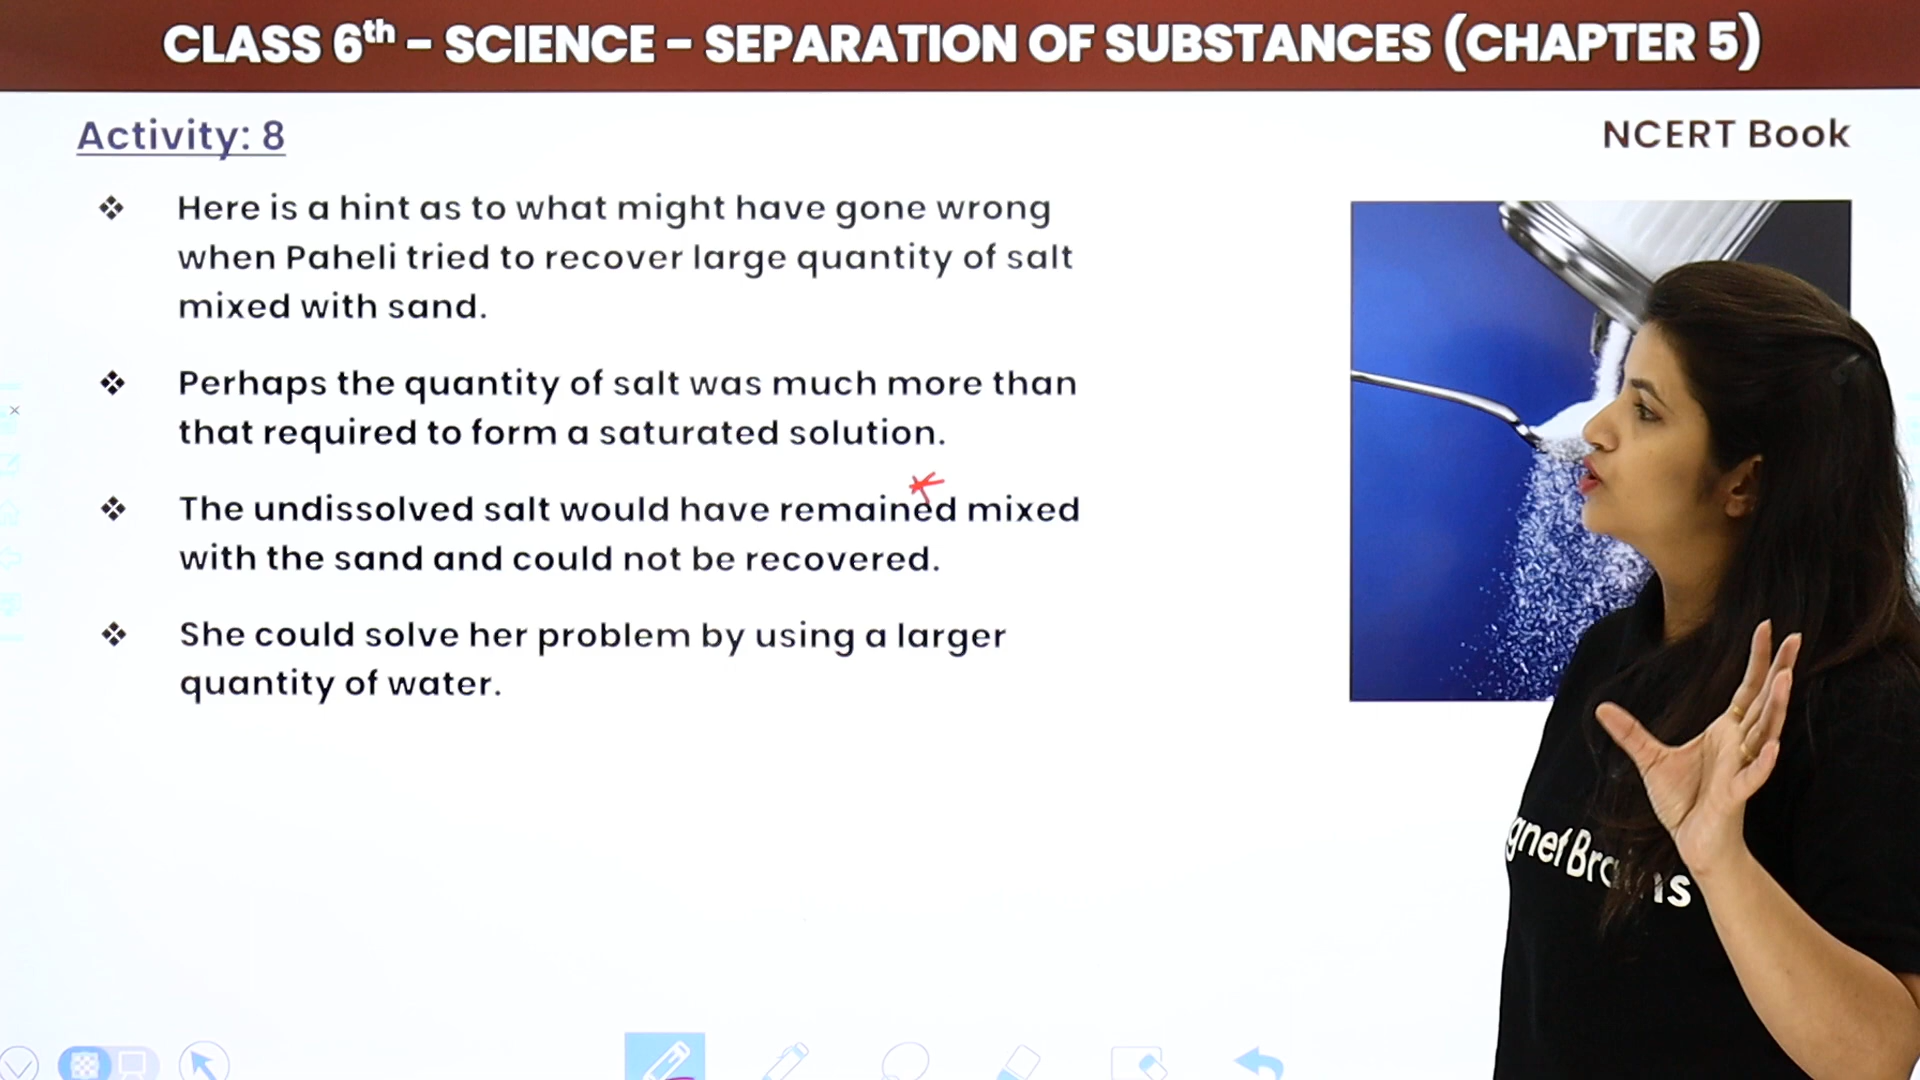 CLASS 6th – SCIENCE – SEPARATION OF SUBSTANCES (CHAPTER 5)
Activity: 8
NCERT Book
❖ Here is a hint as to what might have gone wrong
when Paheli tried to recover large quantity of salt
mixed with sand.
❖ Perhaps the quantity of salt was much more than
that required to form a saturated solution.
❖ The undissolved salt would have remained mixed
with the sand and could not be recovered.
❖ She could solve her problem by using a larger
quantity of water.